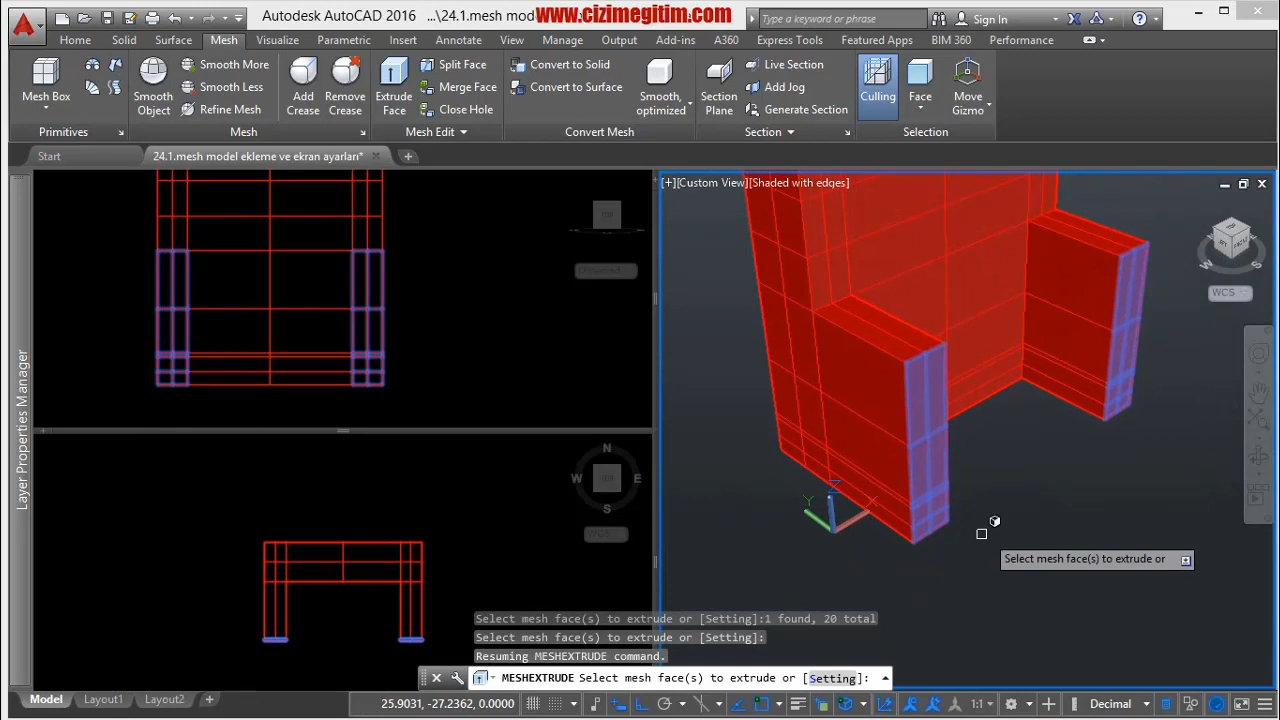 Autodesk AutoCAD 2016 ...\24.1.mesh mod
www.cizimegitim.com
Type a keyword or phrase
Sign In
Home Solid Surface Mesh Visualize Parametric Insert Annotate View Manage Output Add-ins A360 Express Tools Featured Apps BIM 360 Performance
Mesh Box
Primitives
Smooth Object
Smooth More
Smooth Less
Refine Mesh
Add Crease
Remove Crease
Mesh
Extrude Face
Split Face
Merge Face
Close Hole
Mesh Edit
Convert to Solid
Convert to Surface
Smooth, optimized
Convert Mesh
Section Plane
Live Section
Add Jog
Generate Section
Section
Culling
Face
Move Gizmo
Selection
Start
24.1.mesh model ekleme ve ekran ayarları*
[+][Custom View][Shaded with edges]
TOP
Unnamed
W
S
WCS
Layer Properties Manager
N
W E
TOP
S
WCS
Z
Y
X
Select mesh face(s) to extrude or
Select mesh face(s) to extrude or [Setting]:1 found, 20 total
Select mesh face(s) to extrude or [Setting]:
Resuming MESHEXTRUDE command.
MESHEXTRUDE Select mesh face(s) to extrude or [Setting]:
Model Layout1 Layout2 +
25.9031, -27.2362, 0.0000
1:1
Decimal